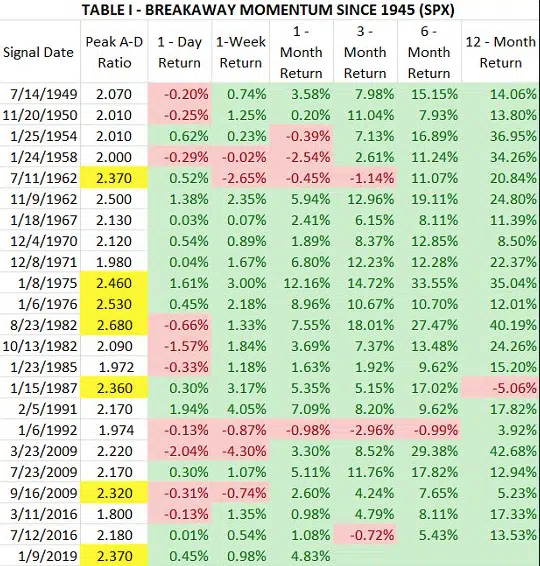 TABLE I - BREAKAWAY MOMENTUM SINCE 1945 (SPX)
Signal Date Peak A-D Ratio 1 - Day Return 1-Week Return 1 - Month Return 3 - Month Return 6 - Month Return 12 - Month Return
7/14/1949 2.070 -0.20% 0.74% 3.58% 7.98% 15.15% 14.06%
11/20/1950 2.010 -0.25% 1.25% 0.20% 11.04% 7.93% 13.80%
1/25/1954 2.010 0.62% 0.23% -0.39% 7.13% 16.89% 36.95%
1/24/1958 2.000 -0.29% -0.02% -2.54% 2.61% 11.24% 34.26%
7/11/1962 2.370 0.52% -2.65% -0.45% -1.14% 11.07% 20.84%
11/9/1962 2.500 1.38% 2.35% 5.94% 12.96% 19.11% 24.80%
1/18/1967 2.130 0.03% 0.07% 2.41% 6.15% 8.11% 11.39%
12/4/1970 2.120 0.54% 0.89% 1.89% 8.37% 12.85% 8.50%
12/8/1971 1.980 0.04% 1.67% 6.80% 12.23% 12.28% 22.37%
1/8/1975 2.460 1.61% 3.00% 12.16% 14.72% 33.55% 35.04%
1/6/1976 2.530 0.45% 2.18% 8.96% 10.67% 10.70% 12.01%
8/23/1982 2.680 -0.66% 1.33% 7.55% 18.01% 27.47% 40.19%
10/13/1982 2.090 -1.57% 1.84% 3.69% 7.37% 13.48% 24.26%
1/23/1985 1.972 -0.33% 1.18% 1.63% 1.92% 9.62% 15.20%
1/15/1987 2.360 0.30% 3.17% 5.35% 5.15% 17.02% -5.06%
2/5/1991 2.170 1.94% 4.05% 7.09% 8.20% 9.62% 17.82%
1/6/1992 1.974 -0.13% -0.87% -0.98% -2.96% -0.99% 3.92%
3/23/2009 2.220 -2.04% -4.30% 3.30% 8.52% 29.38% 42.68%
7/23/2009 2.170 0.30% 1.07% 5.11% 11.76% 17.82% 12.94%
9/16/2009 2.320 -0.31% -0.74% 2.60% 4.24% 7.65% 5.23%
3/11/2016 1.800 -0.13% 1.35% 0.98% 4.79% 8.11% 17.33%
7/12/2016 2.180 0.01% 0.54% 1.08% -0.72% 5.43% 13.53%
1/9/2019 2.370 0.45% 0.98% 4.83%